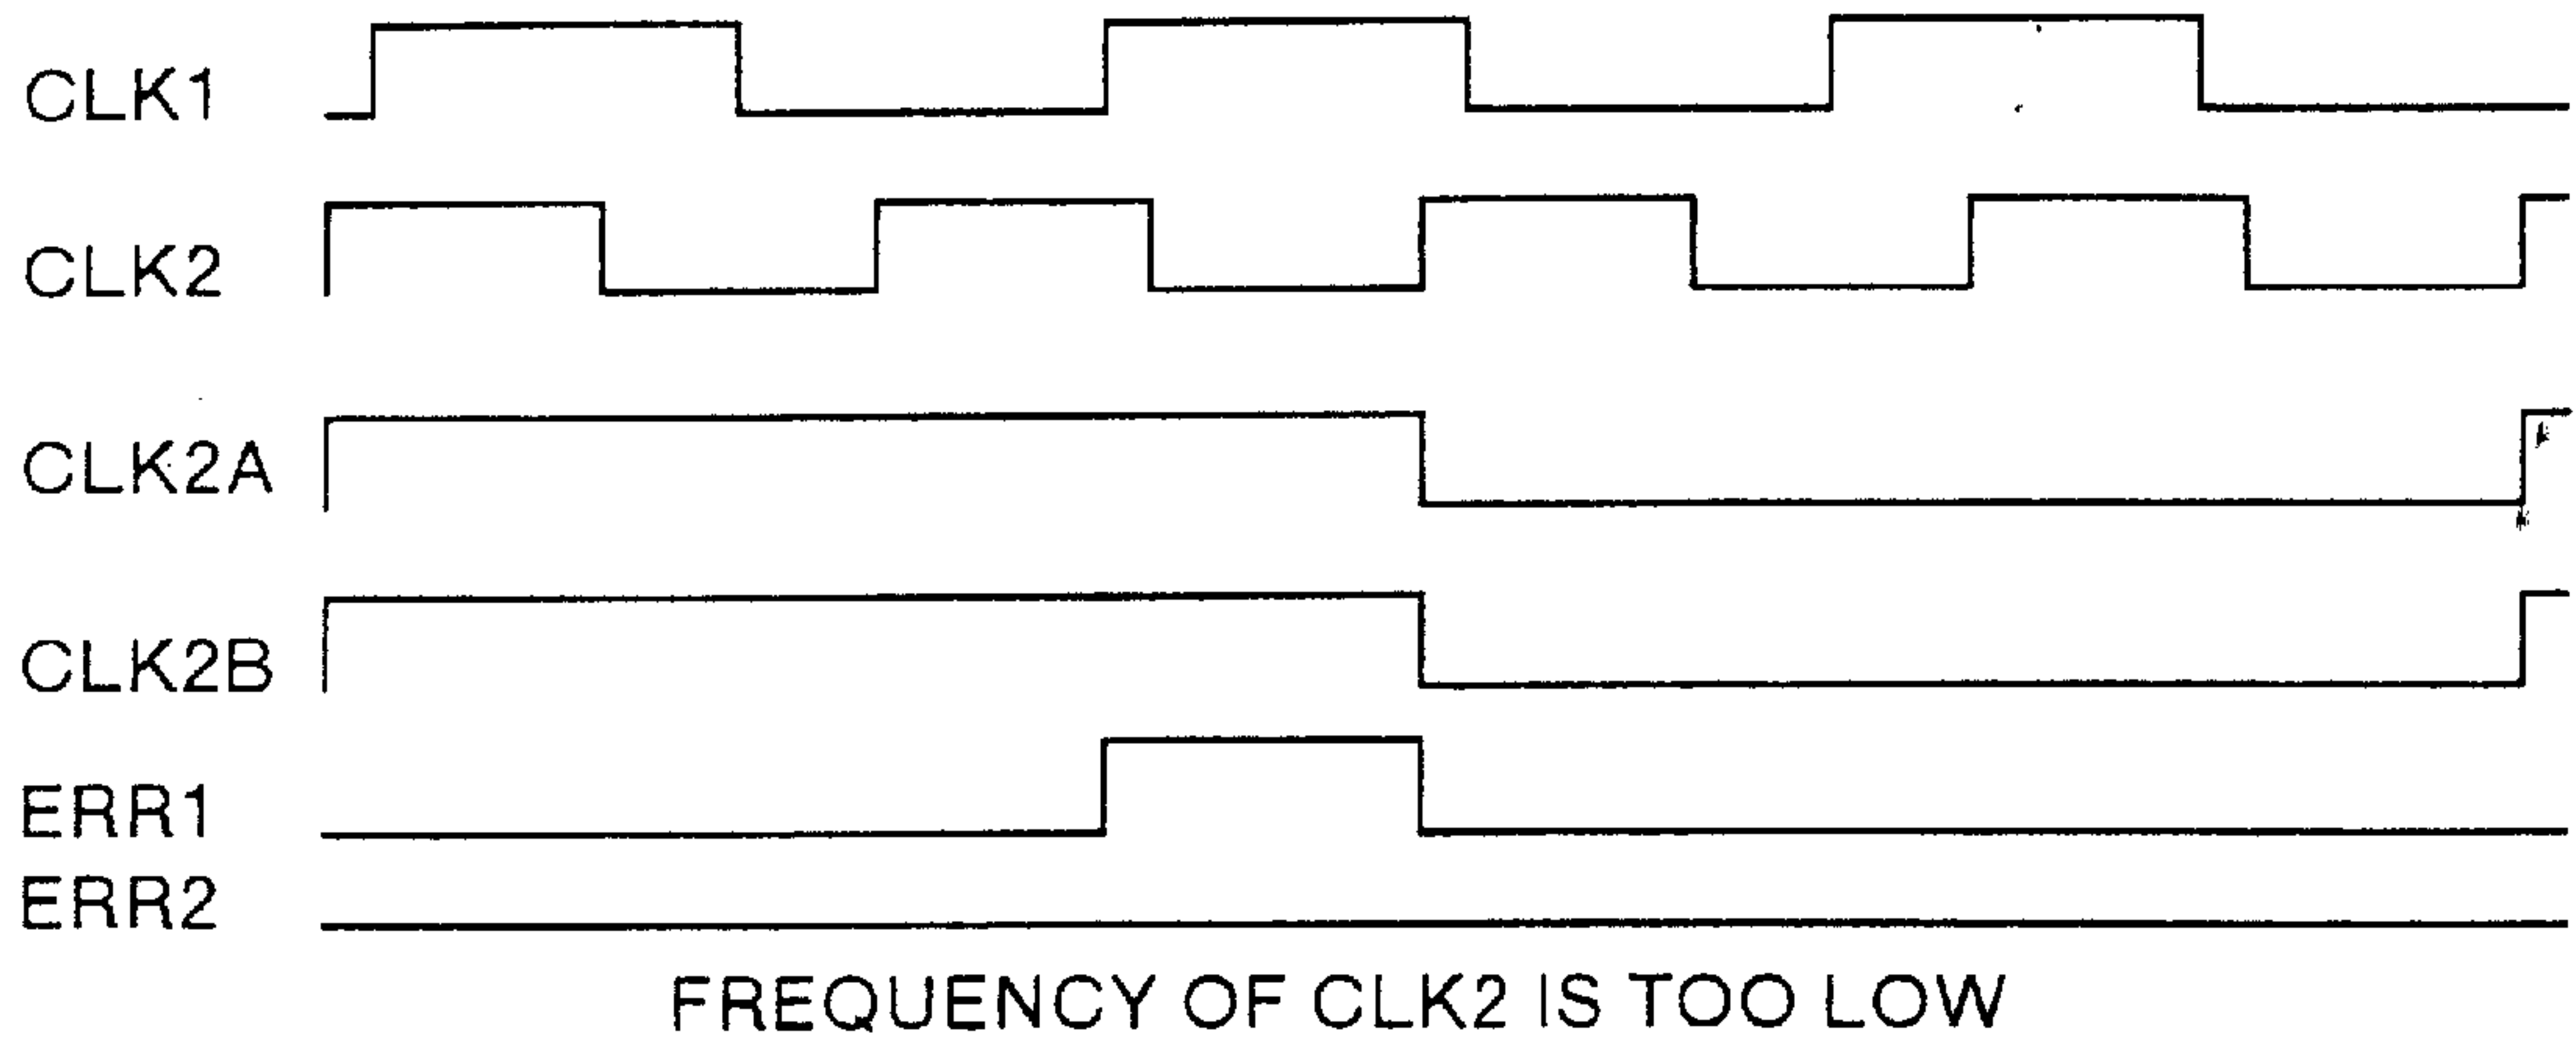 CLK1
CLK2
CLK2A
CLK2B
ERR1
ERR2
FREQUENCY OF CLK2 IS TOO LOW